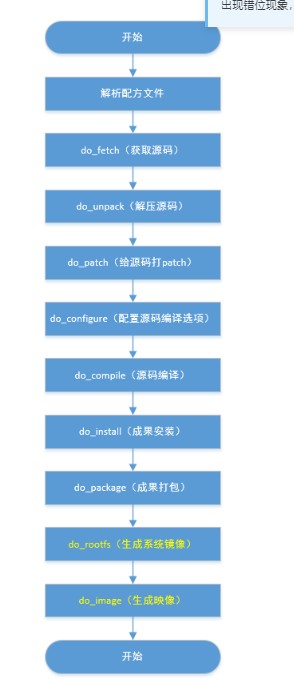 出现错位现象，
开始
解析配方文件
do_fetch（获取源码）
do_unpack（解压源码）
do_patch（给源码打patch）
do_configure（配置源码编译选项）
do_compile（源码编译）
do_install（成果安装）
do_package（成果打包）
do_rootfs（生成系统镜像）
do_image（生成映像）
开始